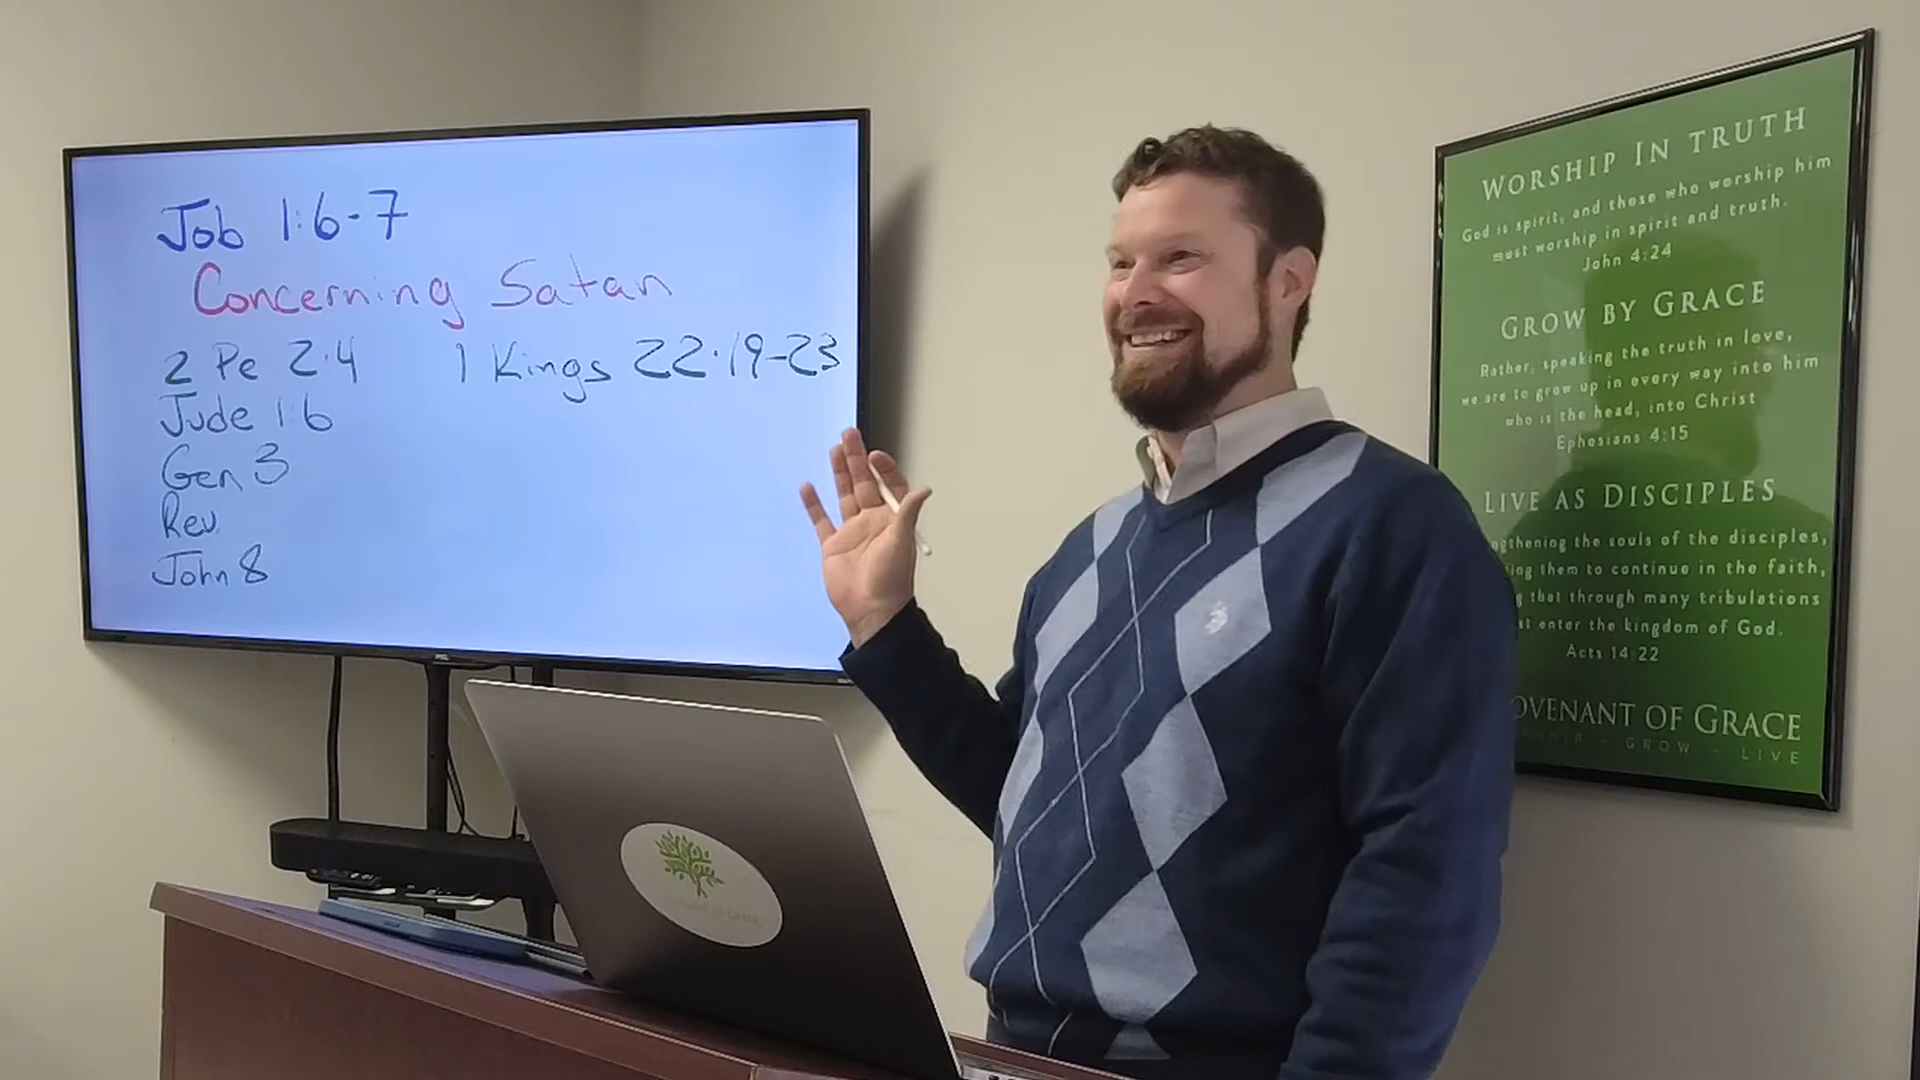 Job 1:6-7
Concerning Satan
2 Pe 2:4
1 Kings 22:19-23
Jude 1:6
Gen 3
Rev.
John 8
WORSHIP IN TRUTH
God is spirit, and those who worship him
must worship in spirit and truth.
John 4:24
GROW BY GRACE
Rather, speaking the truth in love,
we are to grow up in every way into him
who is the head, into Christ
Ephesians 4:15
LIVE AS DISCIPLES
the souls of the disciples,
them to continue in the faith,
that through many tribulations
enter the kingdom of God.
Acts 14:22
OVENANT OF GRACE
- GROW - LIVE